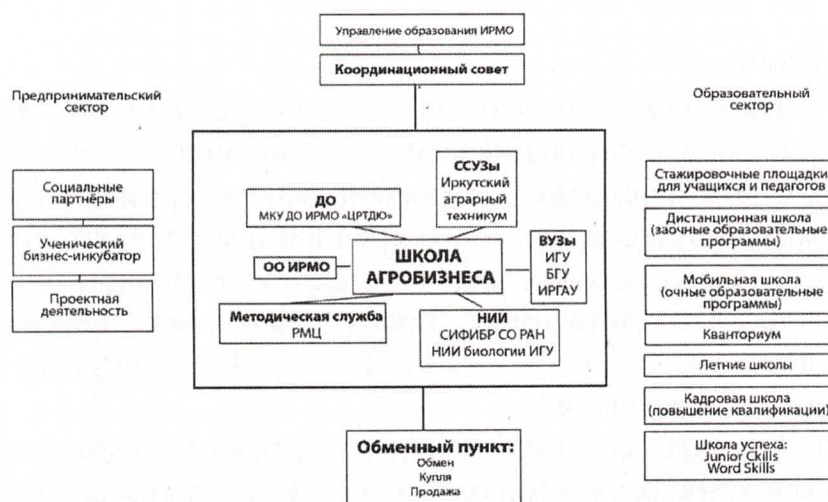 Управление образования ИРМО
Координационный совет
Предпринимательский
сектор
Социальные
партнёры
Ученический
бизнес-инкубатор
Проектная
деятельность
ДО
МКУ ДО ИРМО «ЦРТДЮ»
ССУЗы
Иркутский
аграрный
техникум
ОО ИРМО
ШКОЛА
АГРОБИЗНЕСА
ВУЗы
ИГУ
БГУ
ИРГАУ
Методическая служба
РМЦ
НИИ
СИФИБР СО РАН
НИИ биологии ИГУ
Обменный пункт:
Обмен
Купля
Продажа
Образовательный
сектор
Стажировочные площадки
для учащихся и педагогов
Дистанционная школа
(заочные образовательные
программы)
Мобильная школа
(очные образовательные
программы)
Кванториум
Летние школы
Кадровая школа
(повышение квалификации)
Школа успеха:
Junior Ckills
Word Skills